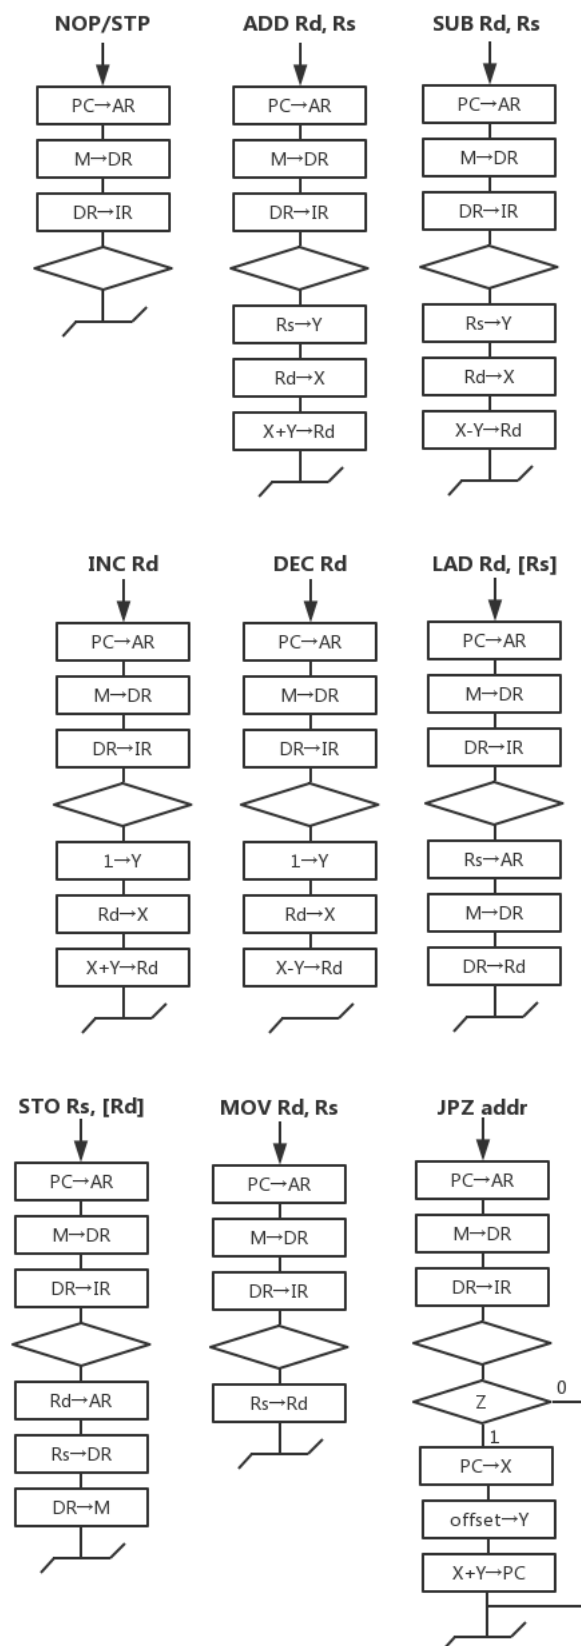 NOP/STP
PC→AR
M→DR
DR→IR
ADD Rd, Rs
PC→AR
M→DR
DR→IR
Rs→Y
Rd→X
X+Y→Rd
SUB Rd, Rs
PC→AR
M→DR
DR→IR
Rs→Y
Rd→X
X-Y→Rd
INC Rd
PC→AR
M→DR
DR→IR
1→Y
Rd→X
X+Y→Rd
DEC Rd
PC→AR
M→DR
DR→IR
1→Y
Rd→X
X-Y→Rd
LAD Rd, [Rs]
PC→AR
M→DR
DR→IR
Rs→AR
M→DR
DR→Rd
STO Rs, [Rd]
PC→AR
M→DR
DR→IR
Rd→AR
Rs→DR
DR→M
MOV Rd, Rs
PC→AR
M→DR
DR→IR
Rs→Rd
JPZ addr
PC→AR
M→DR
DR→IR
Z
0
1
PC→X
offset→Y
X+Y→PC